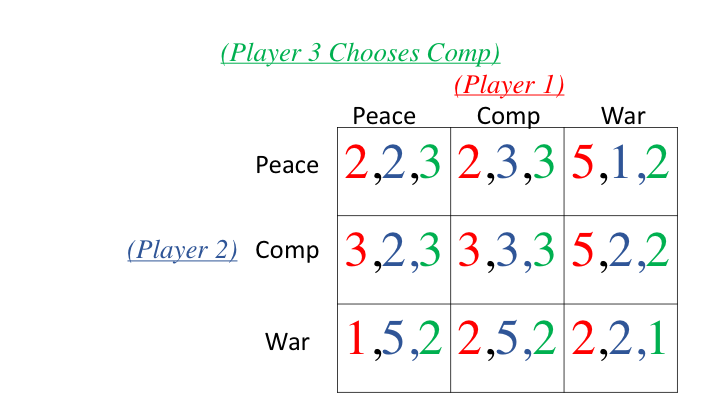 (Player 3 Chooses Comp)
(Player 1)
Peace Comp War
Peace 2,2,3 2,3,3 5,1,2
(Player 2) Comp 3,2,3 3,3,3 5,2,2
War 1,5,2 2,5,2 2,2,1